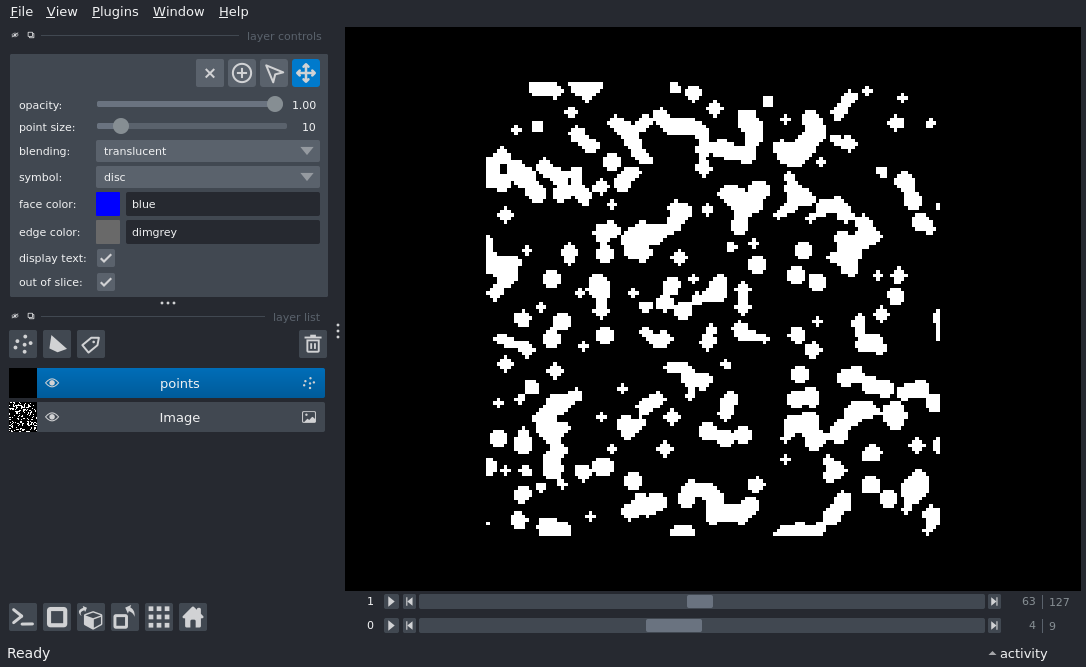 File View Plugins Window Help
layer controls
opacity: 1.00
point size: 10
blending: translucent
symbol: disc
face color: blue
edge color: dimgrey
display text:
out of slice:
layer list
points
Image
1 63 127
0 4 9
Ready activity